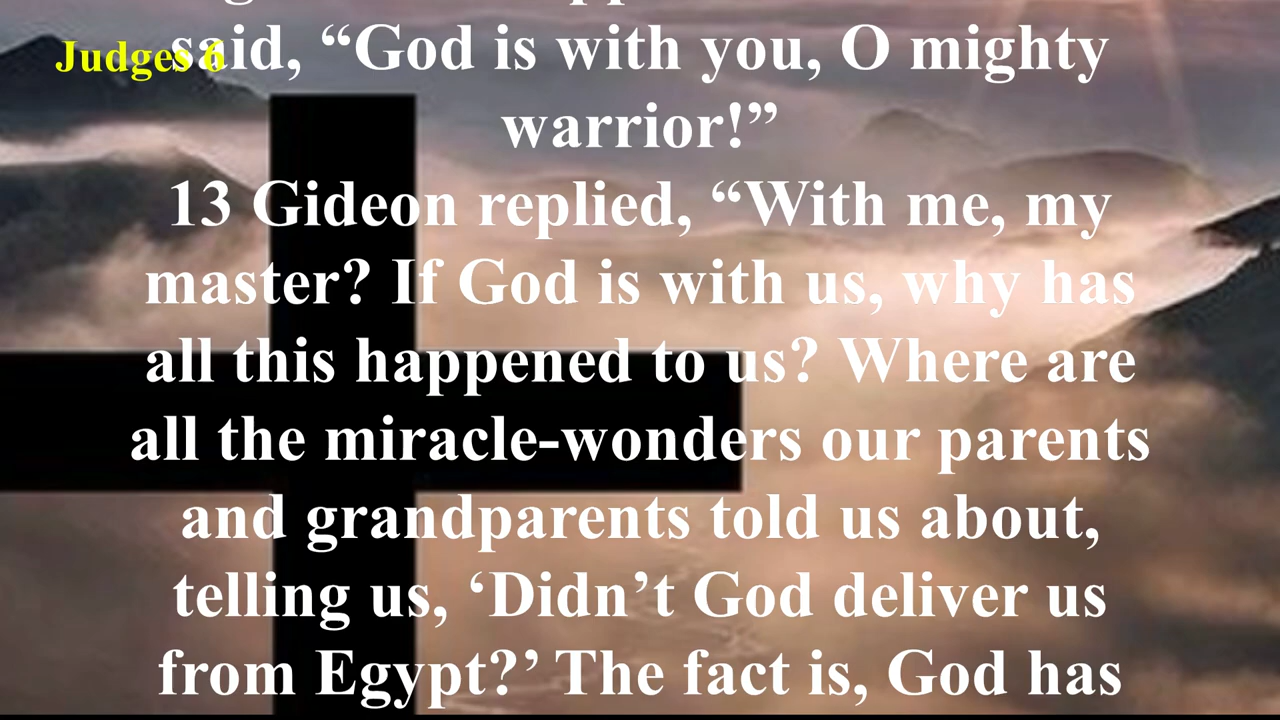 Judges 6
said, “God is with you, O mighty
warrior!”
13 Gideon replied, “With me, my
master? If God is with us, why has
all this happened to us? Where are
all the miracle-wonders our parents
and grandparents told us about,
telling us, ‘Didn’t God deliver us
from Egypt?’ The fact is, God has